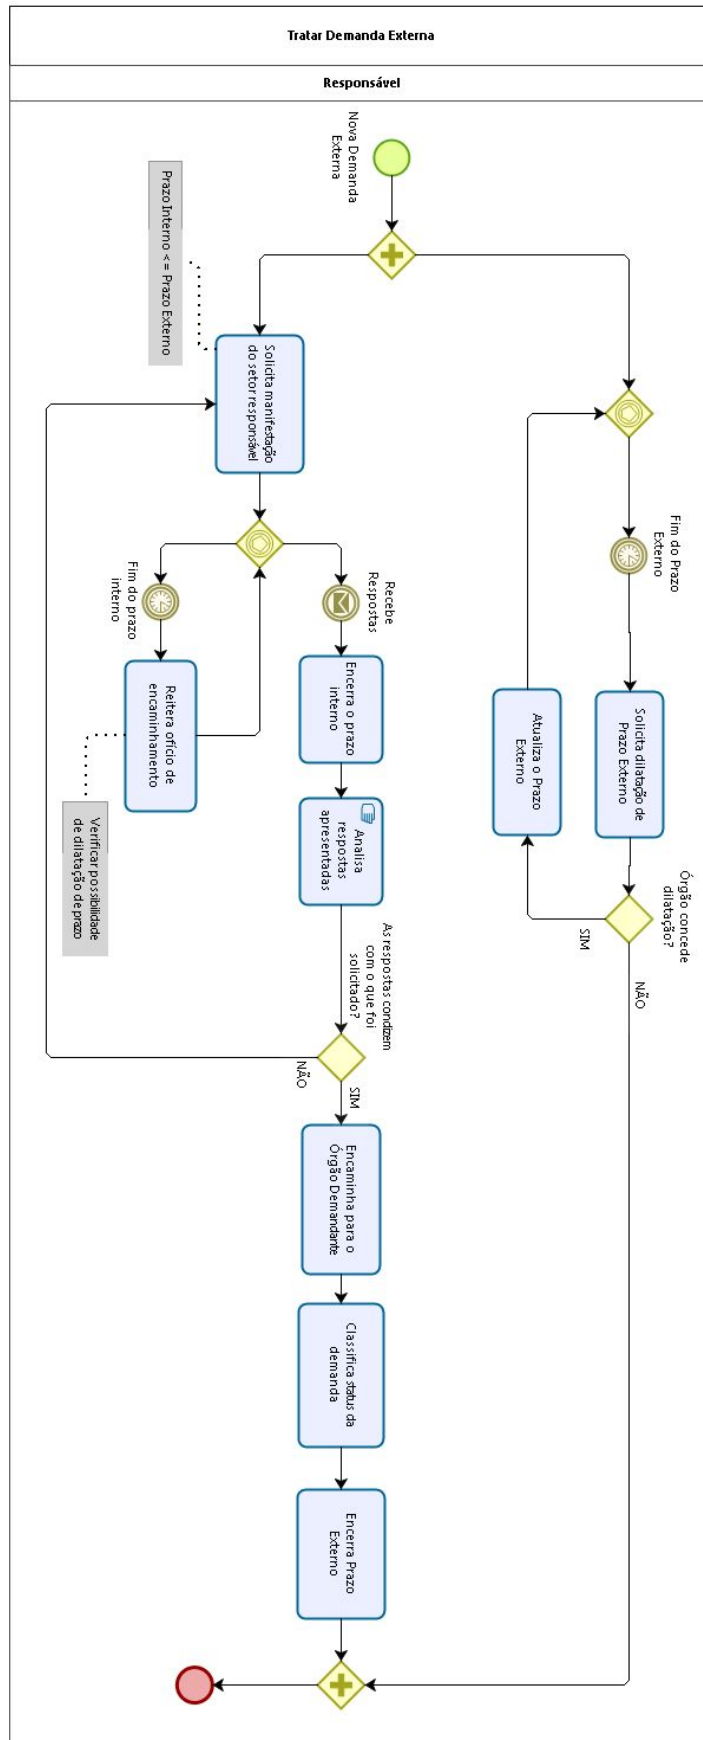 Tratar Demanda Externa
Responsável
Nova Demanda
Externa
Prazo Interno <= Prazo Externo
Solicita manifestação
do setor responsável
Fim do Prazo
Externo
Recebe
Respostas
Fim do prazo
interno
Solicita dilatação de
Prazo Externo
Atualiza o Prazo
Externo
Encerra o prazo
interno
Reitera ofício de
encaminhamento
Verificar possibilidade
de dilatação de prazo
Analisa
respostas
apresentadas
Órgão concede
dilatação?
SIM
NÃO
As respostas condizem
com o que foi
solicitado?
NÃO
SIM
Encaminha para o
Órgão Demandante
Classifica status da
demanda
Encerra Prazo
Externo